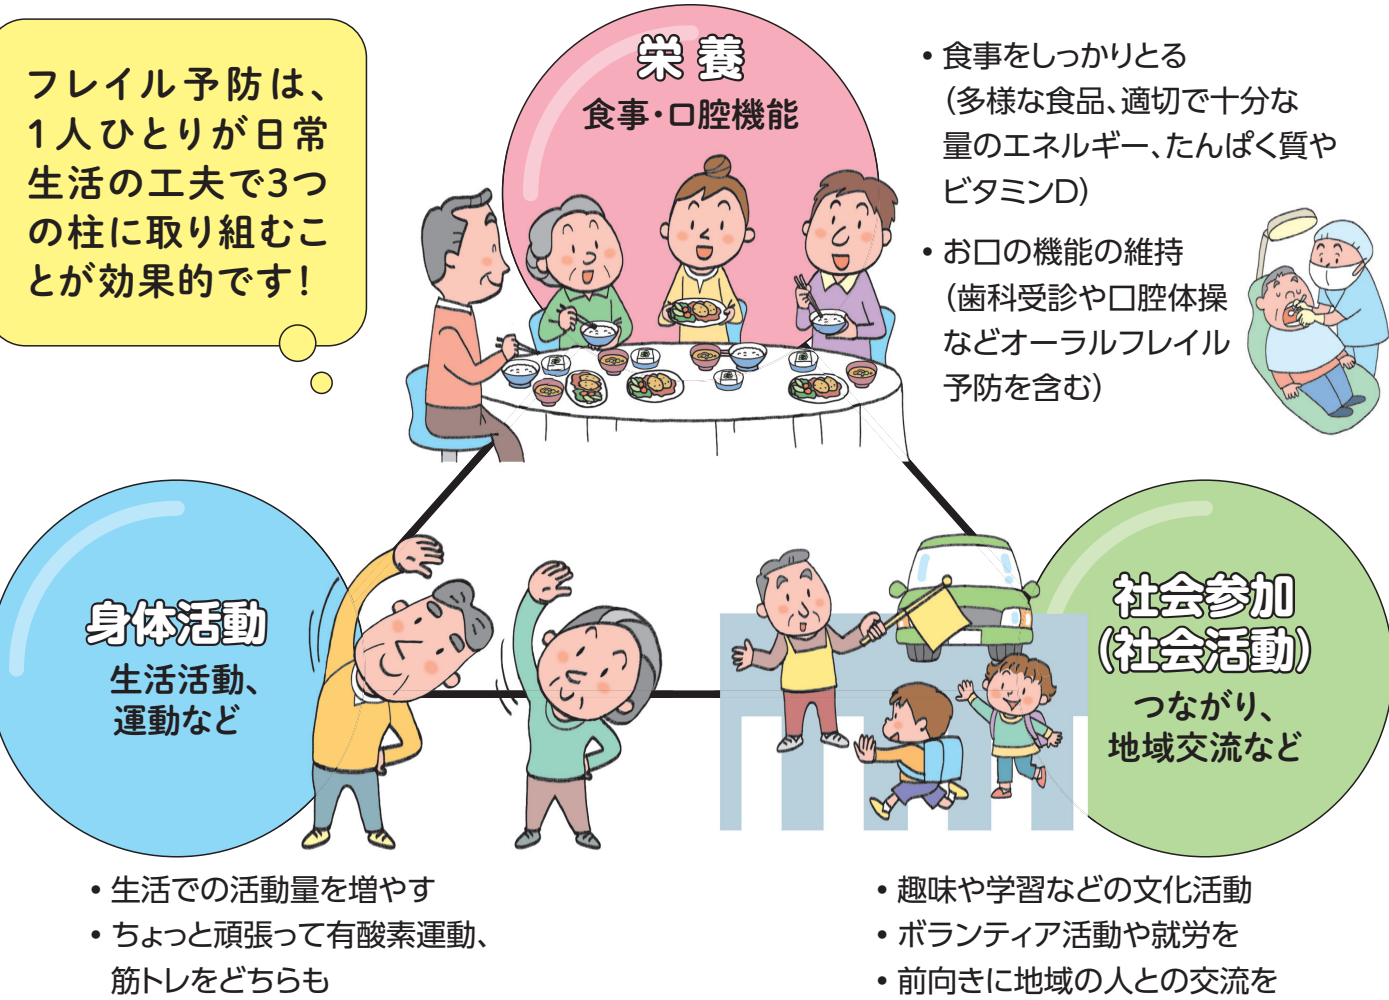 フレイル予防は、
1人ひとりが日常
生活の工夫で3つ
の柱に取り組むこ
とが効果的です!
栄養
食事・口腔機能
• 食事をしっかりとる
(多様な食品、適切で十分な
量のエネルギー、たんぱく質や
ビタミンD)
• お口の機能の維持
(歯科受診や口腔体操
などオーラルフレイル
予防を含む)
身体活動
生活活動、
運動など
社会参加
(社会活動)
つながり、
地域交流など
• 生活での活動量を増やす
• ちょっと頑張って有酸素運動、
筋トレをどちらも
• 趣味や学習などの文化活動
• ボランティア活動や就労を
• 前向きに地域の人との交流を